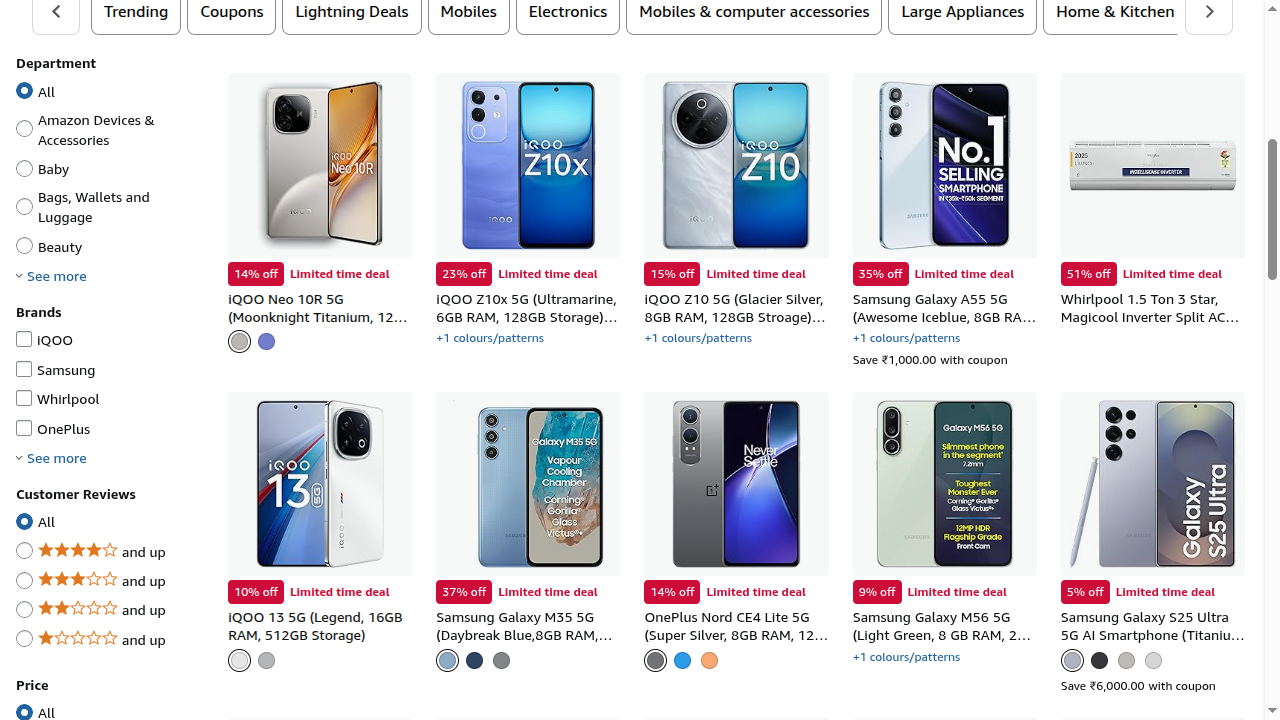 Trending
Coupons
Lightning Deals
Mobiles
Electronics
Mobiles & computer accessories
Large Appliances
Home & Kitchen
Department
All
Amazon Devices &
Accessories
Baby
Bags, Wallets and
Luggage
Beauty
See more
Brands
iQOO
Samsung
Whirlpool
OnePlus
See more
Customer Reviews
All
and up
and up
and up
and up
Price
All
iQOO
Neo 10R
14% off Limited time deal
iQOO Neo 10R 5G
(Moonknight Titanium, 12...
iQOO
Z10x
23% off Limited time deal
iQOO Z10x 5G (Ultramarine,
6GB RAM, 128GB Storage)...
+1 colours/patterns
iQOO
Z10
15% off Limited time deal
iQOO Z10 5G (Glacier Silver,
8GB RAM, 128GB Stroage)...
+1 colours/patterns
No.1
SELLING
SMARTPHONE
IN ₹35k-₹50k SEGMENT
SAMSUNG
35% off Limited time deal
Samsung Galaxy A55 5G
(Awesome Iceblue, 8GB RA...
+1 colours/patterns
Save ₹1,000.00 with coupon
2025
INTELLISENSE INVERTER
51% off Limited time deal
Whirlpool 1.5 Ton 3 Star,
Magicool Inverter Split AC...
iQOO
13 5G
iQOO
10% off Limited time deal
iQOO 13 5G (Legend, 16GB
RAM, 512GB Storage)
Galaxy M35 5G
Vapour
Cooling
Chamber
Corning®
Gorilla®
Glass
Victus®+
37% off Limited time deal
Samsung Galaxy M35 5G
(Daybreak Blue,8GB RAM,...
Never
Settle
14% off Limited time deal
OnePlus Nord CE4 Lite 5G
(Super Silver, 8GB RAM, 12...
Galaxy M56 5G
Slimmest phone
in the segment*
7.2mm
Toughest
Monster Ever
Corning® Gorilla®
Glass Victus®+
12MP HDR
Flagship Grade
Front Cam
9% off Limited time deal
Samsung Galaxy M56 5G
(Light Green, 8 GB RAM, 2...
+1 colours/patterns
Galaxy
S25 Ultra
5% off Limited time deal
Samsung Galaxy S25 Ultra
5G AI Smartphone (Titaniu...
Save ₹6,000.00 with coupon